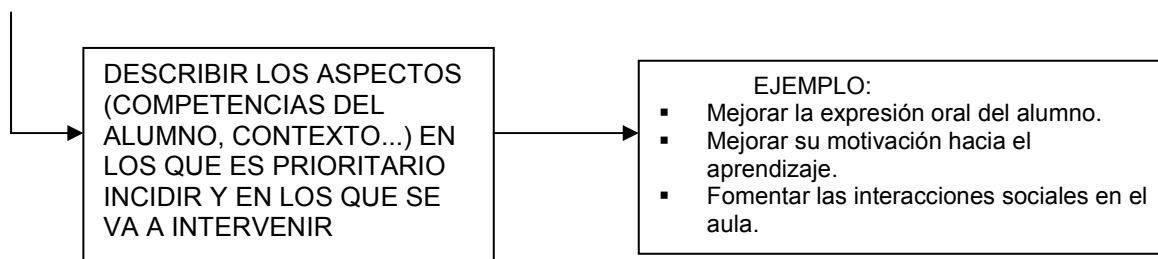 DESCRIBIR LOS ASPECTOS
(COMPETENCIAS DEL
ALUMNO, CONTEXTO...) EN
LOS QUE ES PRIORITARIO
INCIDIR Y EN LOS QUE SE
VA A INTERVENIR
EJEMPLO:
▪ Mejorar la expresión oral del alumno.
▪ Mejorar su motivación hacia el
aprendizaje.
▪ Fomentar las interacciones sociales en el
aula.